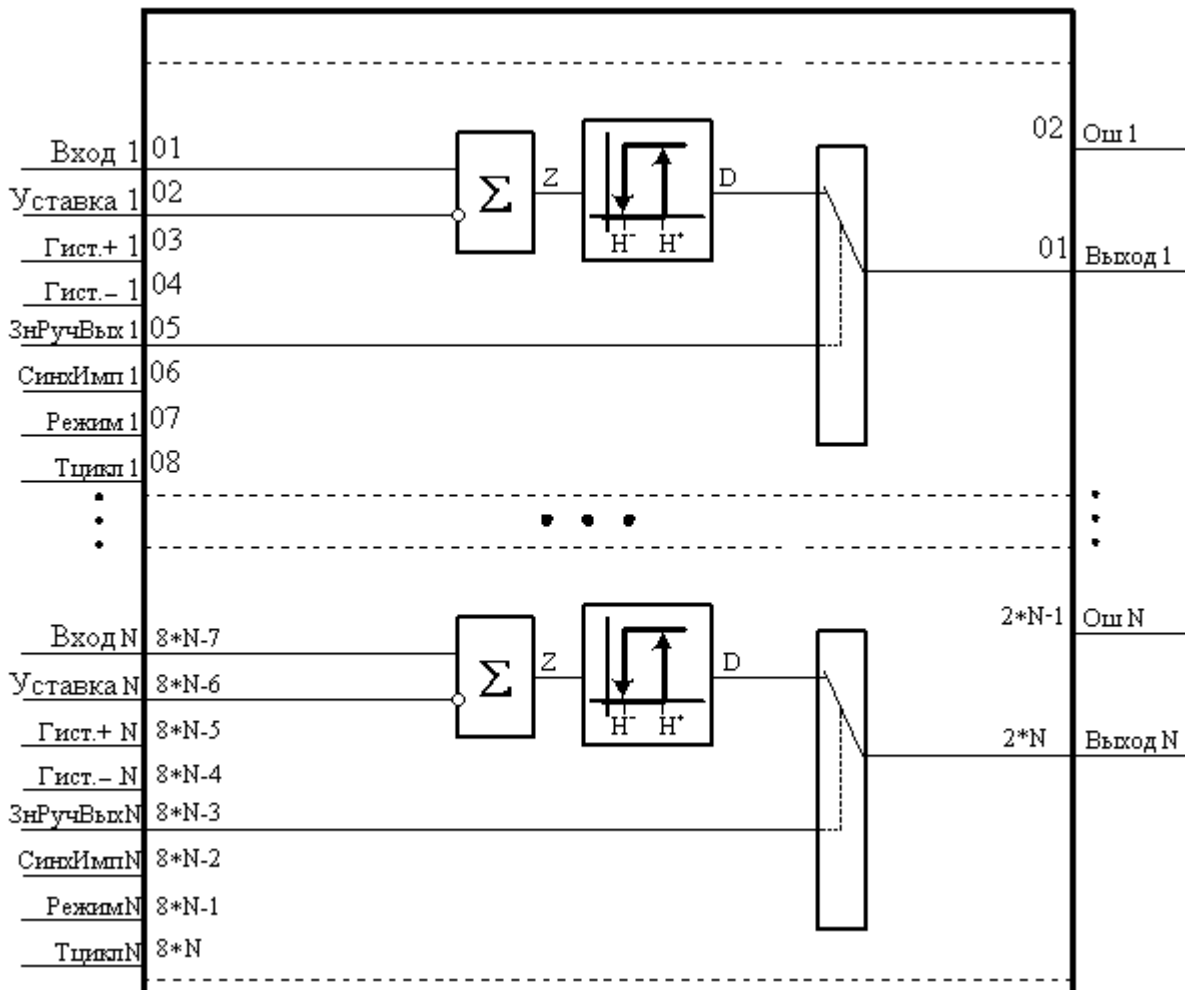 Вход 1 01
Уставка 1 02
Гист.+ 1 03
Гист.– 1 04
ЗнРучВых 1 05
СинхИмп 1 06
Режим 1 07
Тцикл 1 08
Σ Z H⁻ H⁺ D
02 Ош 1
01 Выход 1
Вход N 8*N-7
Уставка N 8*N-6
Гист.+ N 8*N-5
Гист.– N 8*N-4
ЗнРучВыхN 8*N-3
СинхИмпN 8*N-2
РежимN 8*N-1
ТциклN 8*N
Σ Z H⁻ H⁺ D
2*N-1 Ош N
2*N Выход N